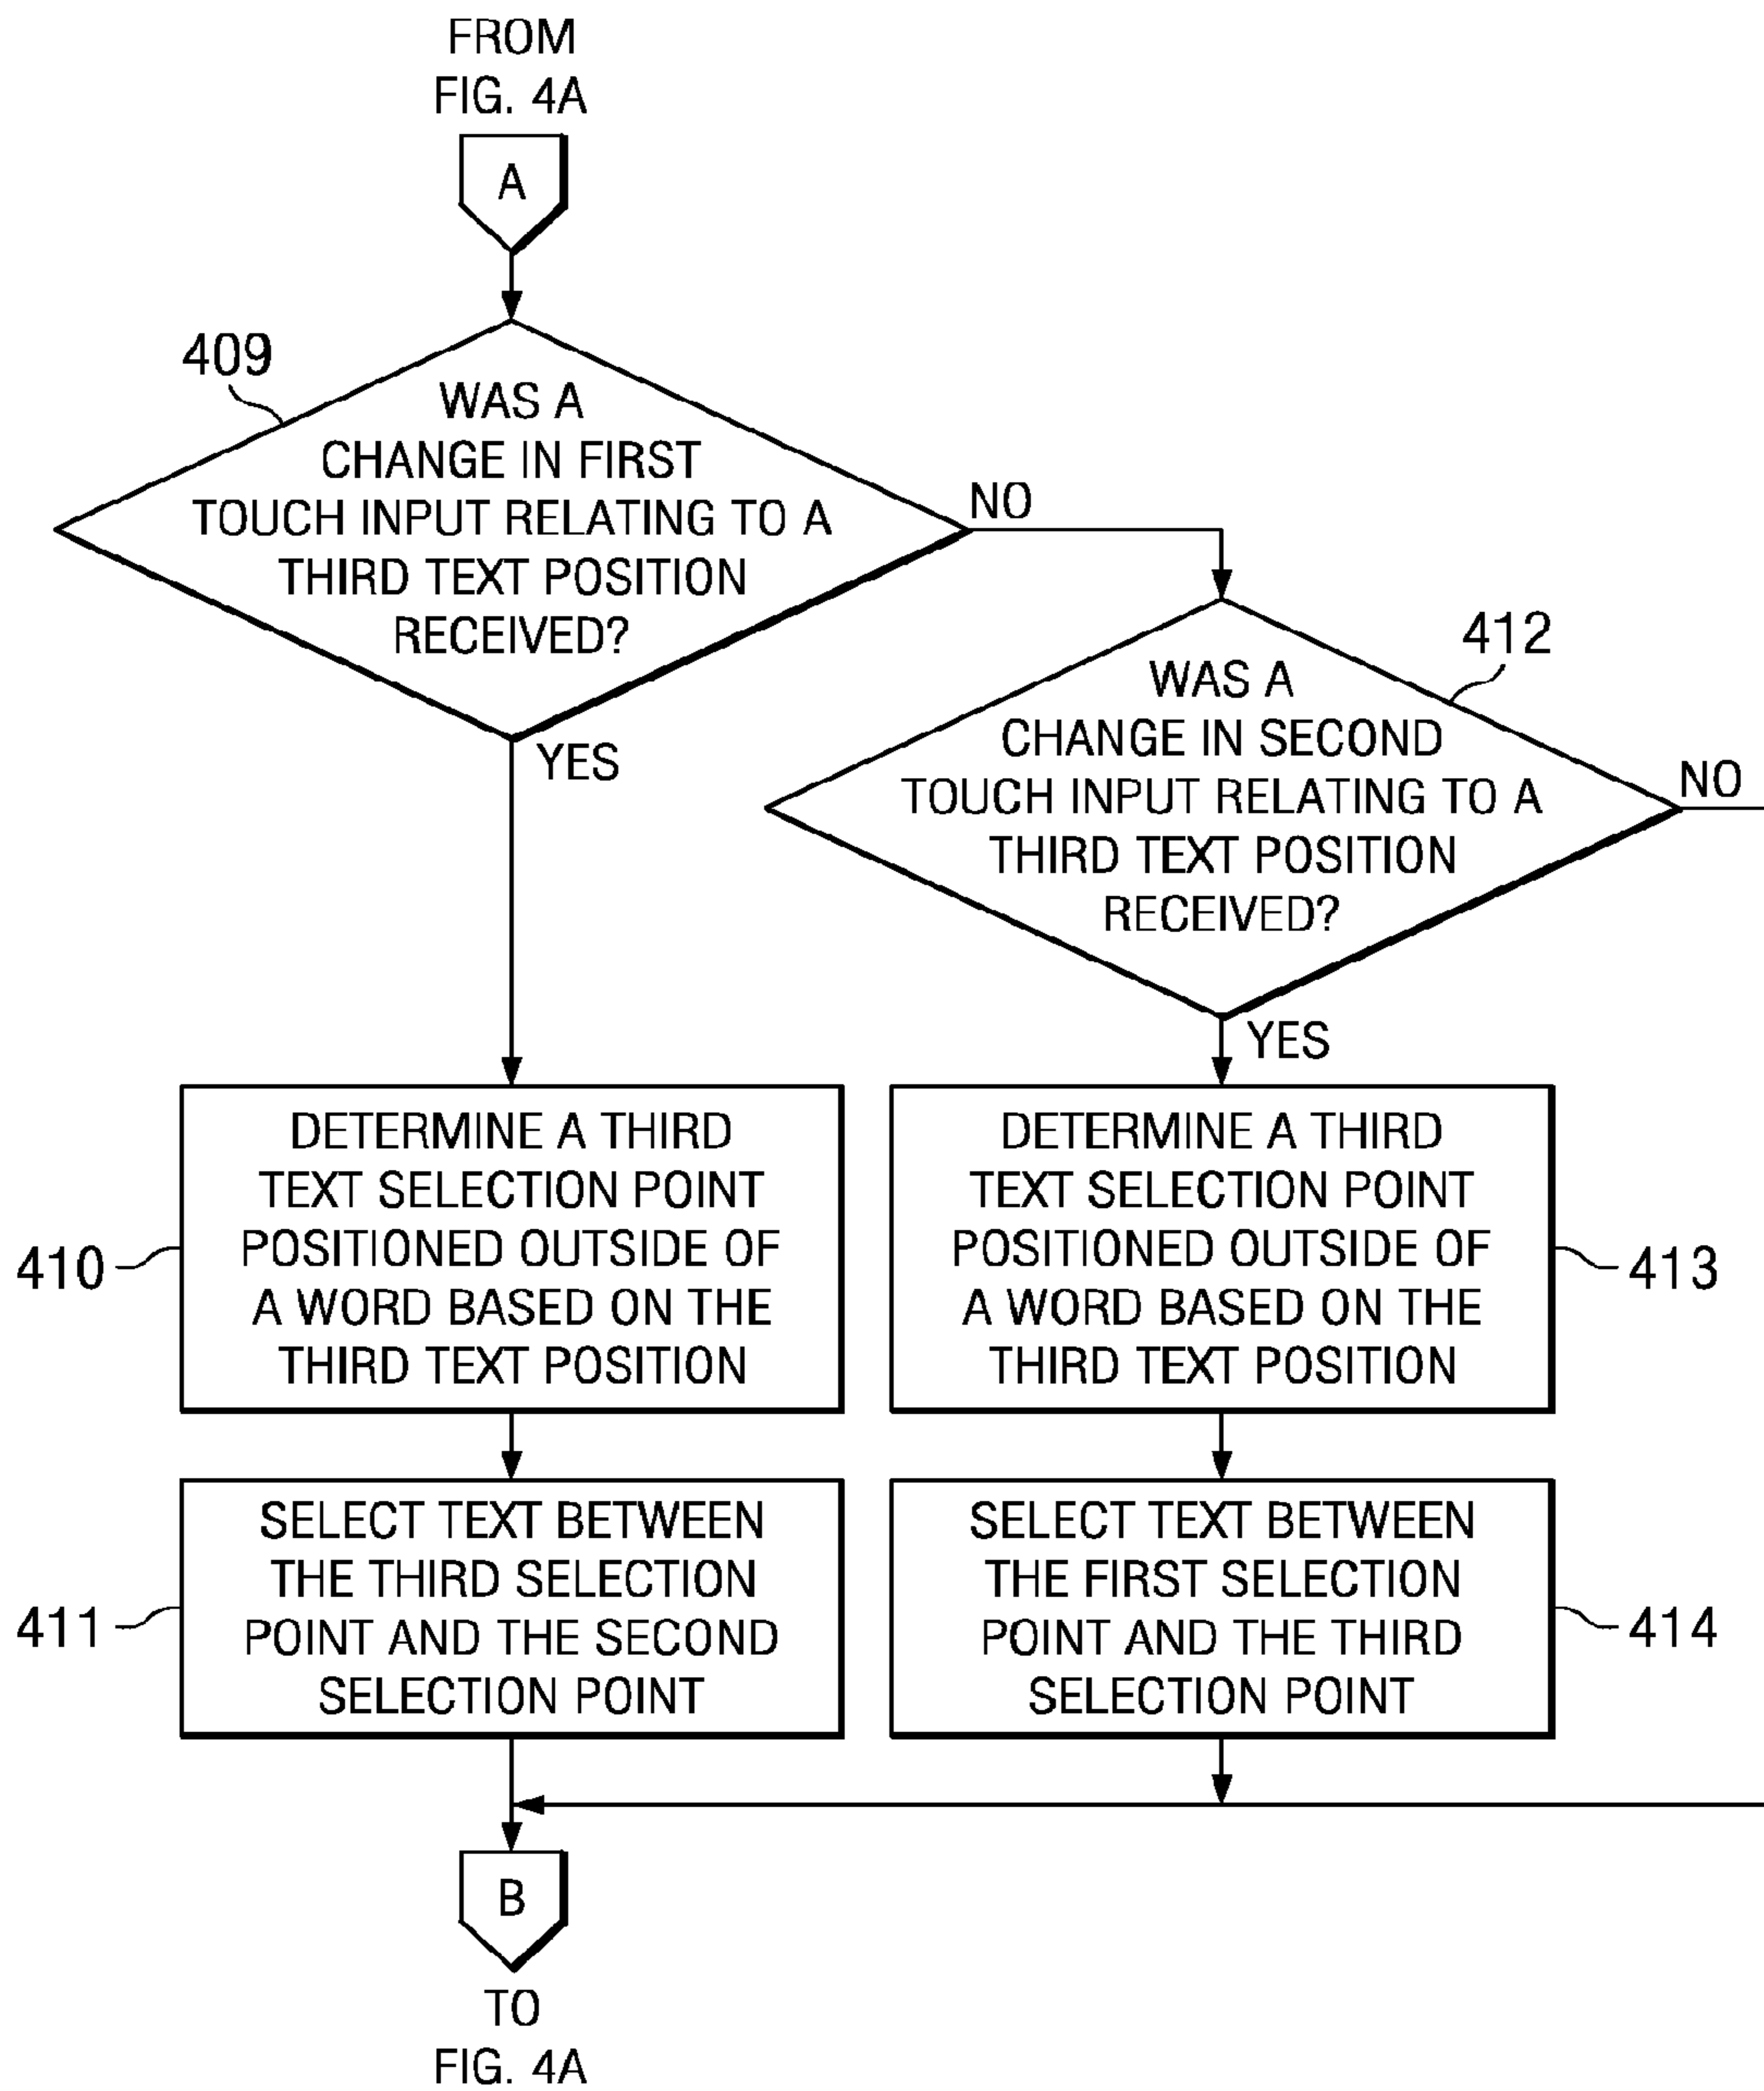 FROM
FIG. 4A
A
409
WAS A
CHANGE IN FIRST
TOUCH INPUT RELATING TO A
THIRD TEXT POSITION
RECEIVED?
NO
YES
412
WAS A
CHANGE IN SECOND
TOUCH INPUT RELATING TO A
THIRD TEXT POSITION
RECEIVED?
NO
YES
410
DETERMINE A THIRD
TEXT SELECTION POINT
POSITIONED OUTSIDE OF
A WORD BASED ON THE
THIRD TEXT POSITION
DETERMINE A THIRD
TEXT SELECTION POINT
POSITIONED OUTSIDE OF
A WORD BASED ON THE
THIRD TEXT POSITION
413
411
SELECT TEXT BETWEEN
THE THIRD SELECTION
POINT AND THE SECOND
SELECTION POINT
SELECT TEXT BETWEEN
THE FIRST SELECTION
POINT AND THE THIRD
SELECTION POINT
414
B
TO
FIG. 4A